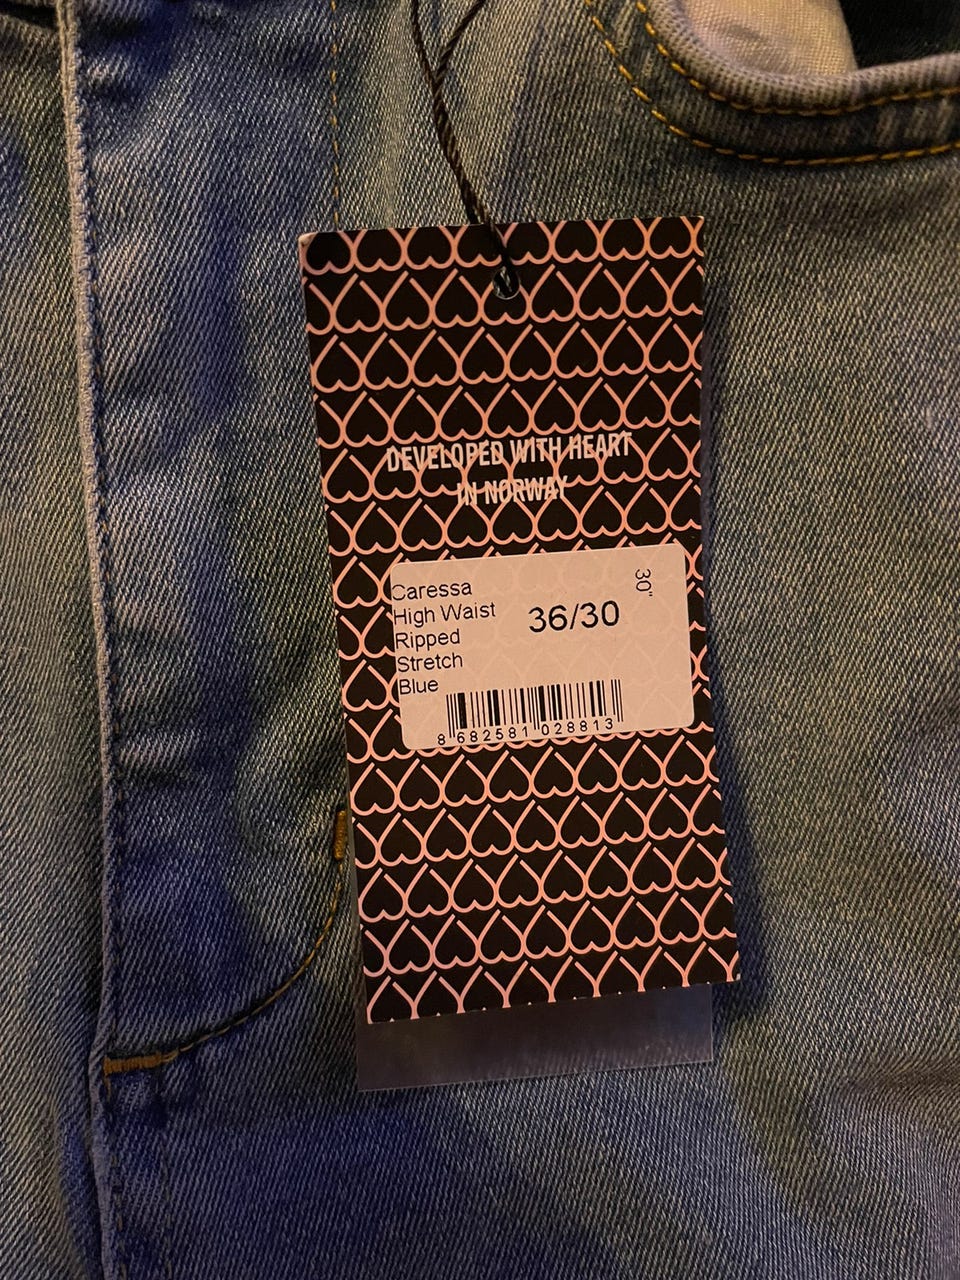 DEVELOPED WITH HEART
IN NORWAY
Caressa
High Waist
Ripped
Stretch
Blue
36/30
30"
8 682581 028813